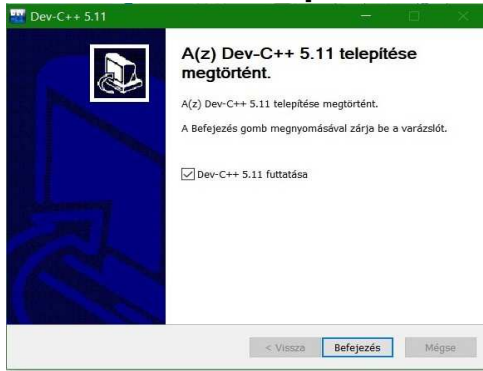 Dev-C++ 5.11
A(z) Dev-C++ 5.11 telepítése
megtörtént.
A(z) Dev-C++ 5.11 telepítése megtörtént.
A Befejezés gomb megnyomásával zárja be a varázslót.
Dev-C++ 5.11 futtatása
< Vissza
Befejezés
Mégse